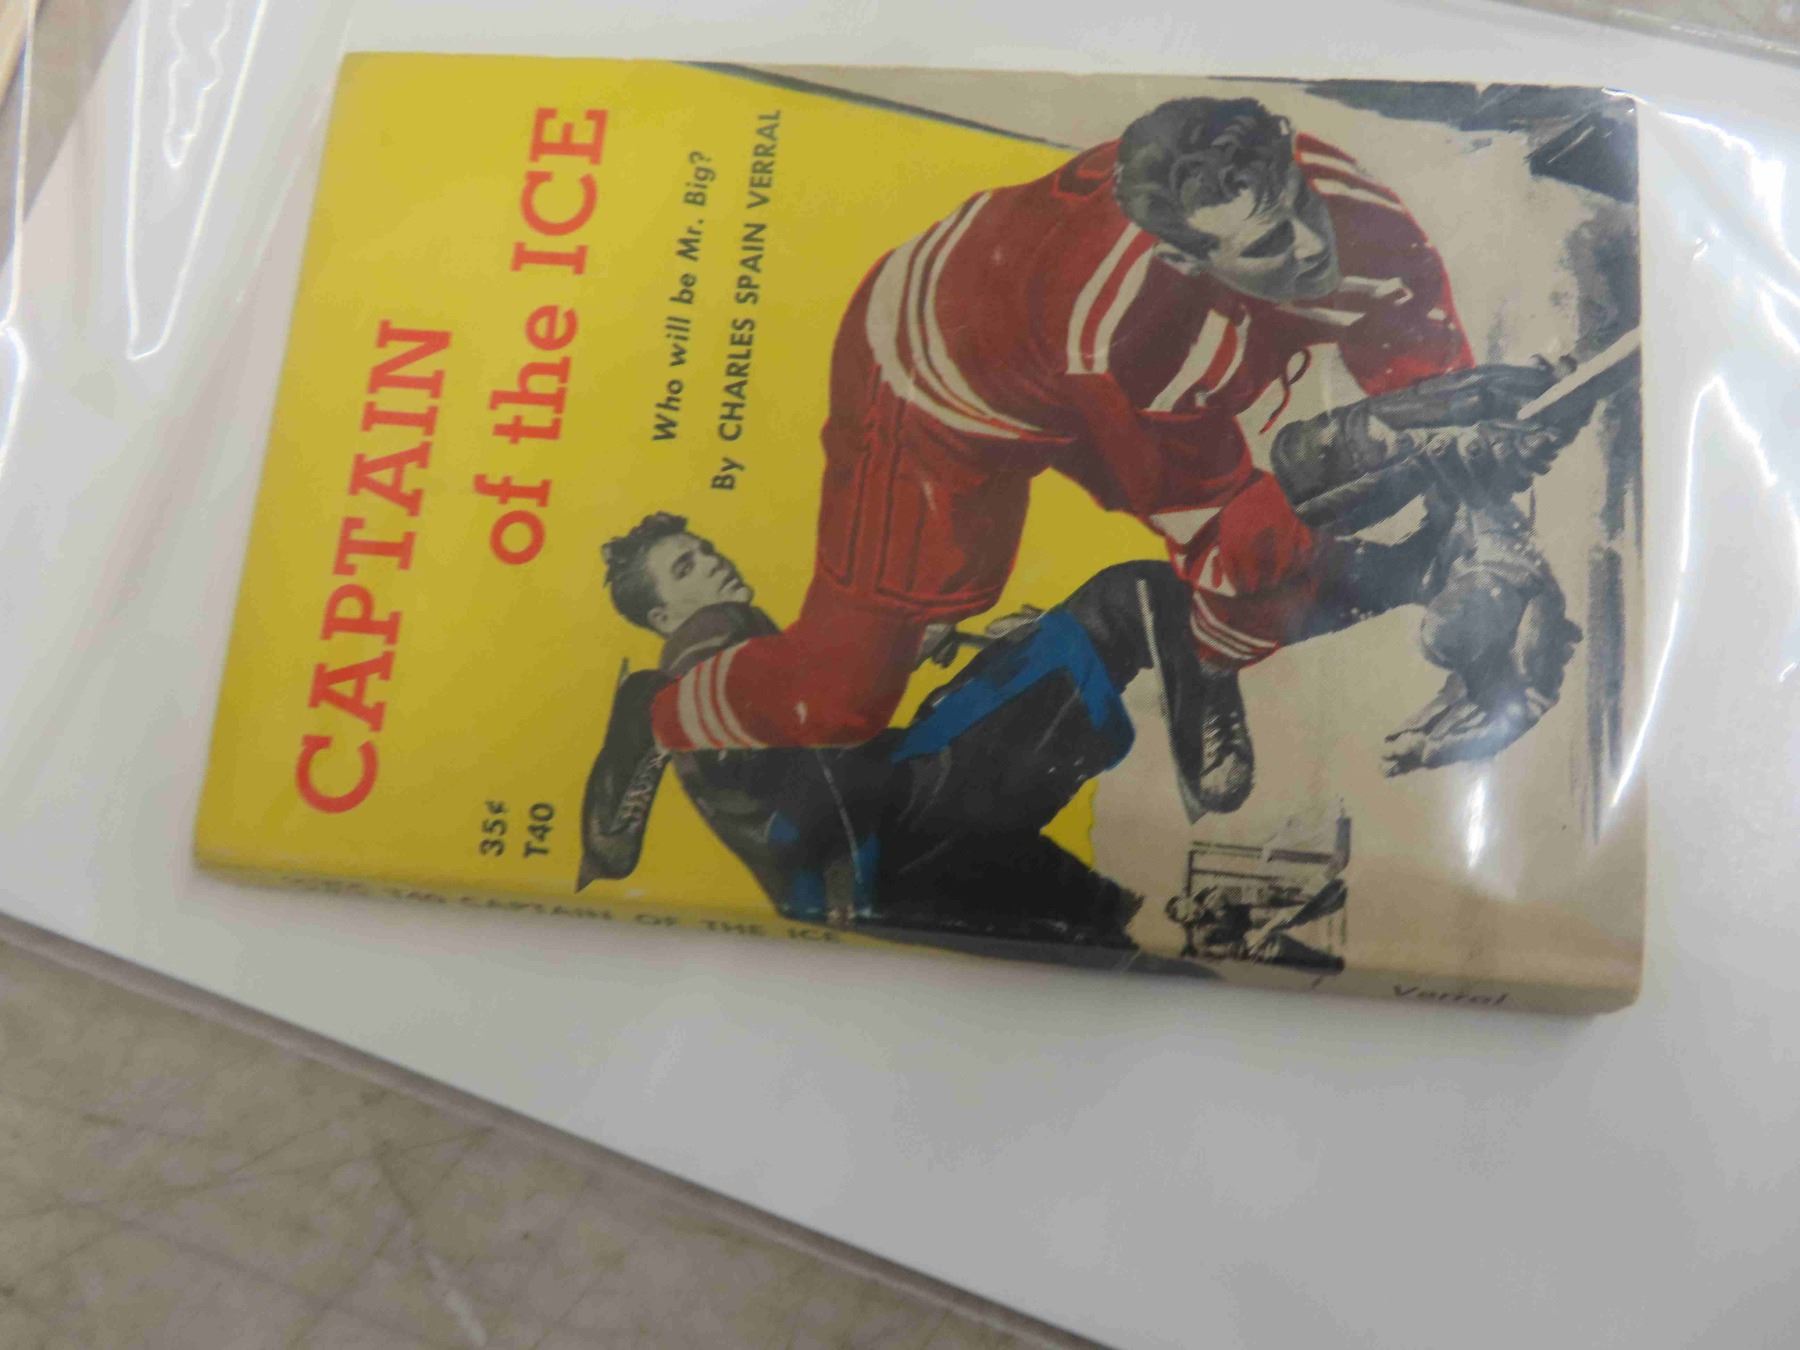 CAPTAIN
of the ICE
Who will be Mr. Big?
By CHARLES SPAIN VERRAL
35¢
T40
CAPTAIN OF THE ICE
Verral